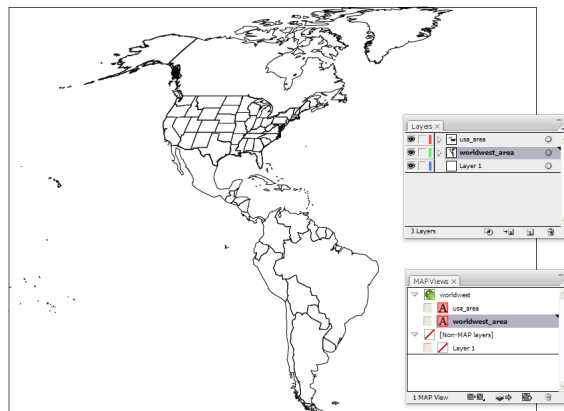 Layers ×
usa_area
worldwest_area
Layer 1
3 Layers
MAP Views ×
worldwest
A usa_area
A worldwest_area
[Non-MAP layers]
Layer 1
1 MAP View